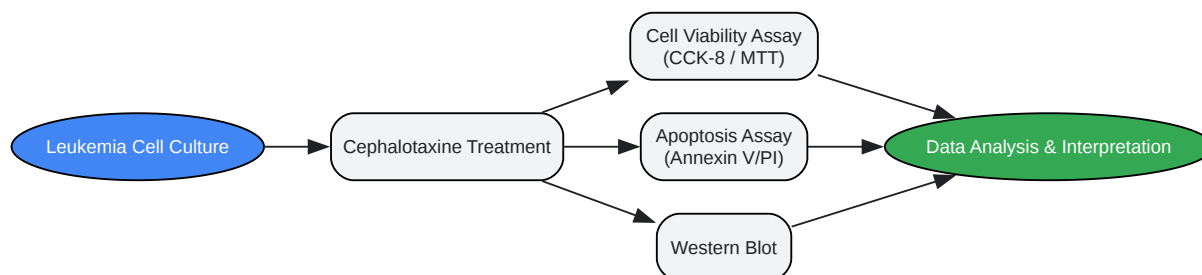 Leukemia Cell Culture
Cephalotaxine Treatment
Cell Viability Assay
(CCK-8 / MTT)
Apoptosis Assay
(Annexin V/PI)
Western Blot
Data Analysis & Interpretation